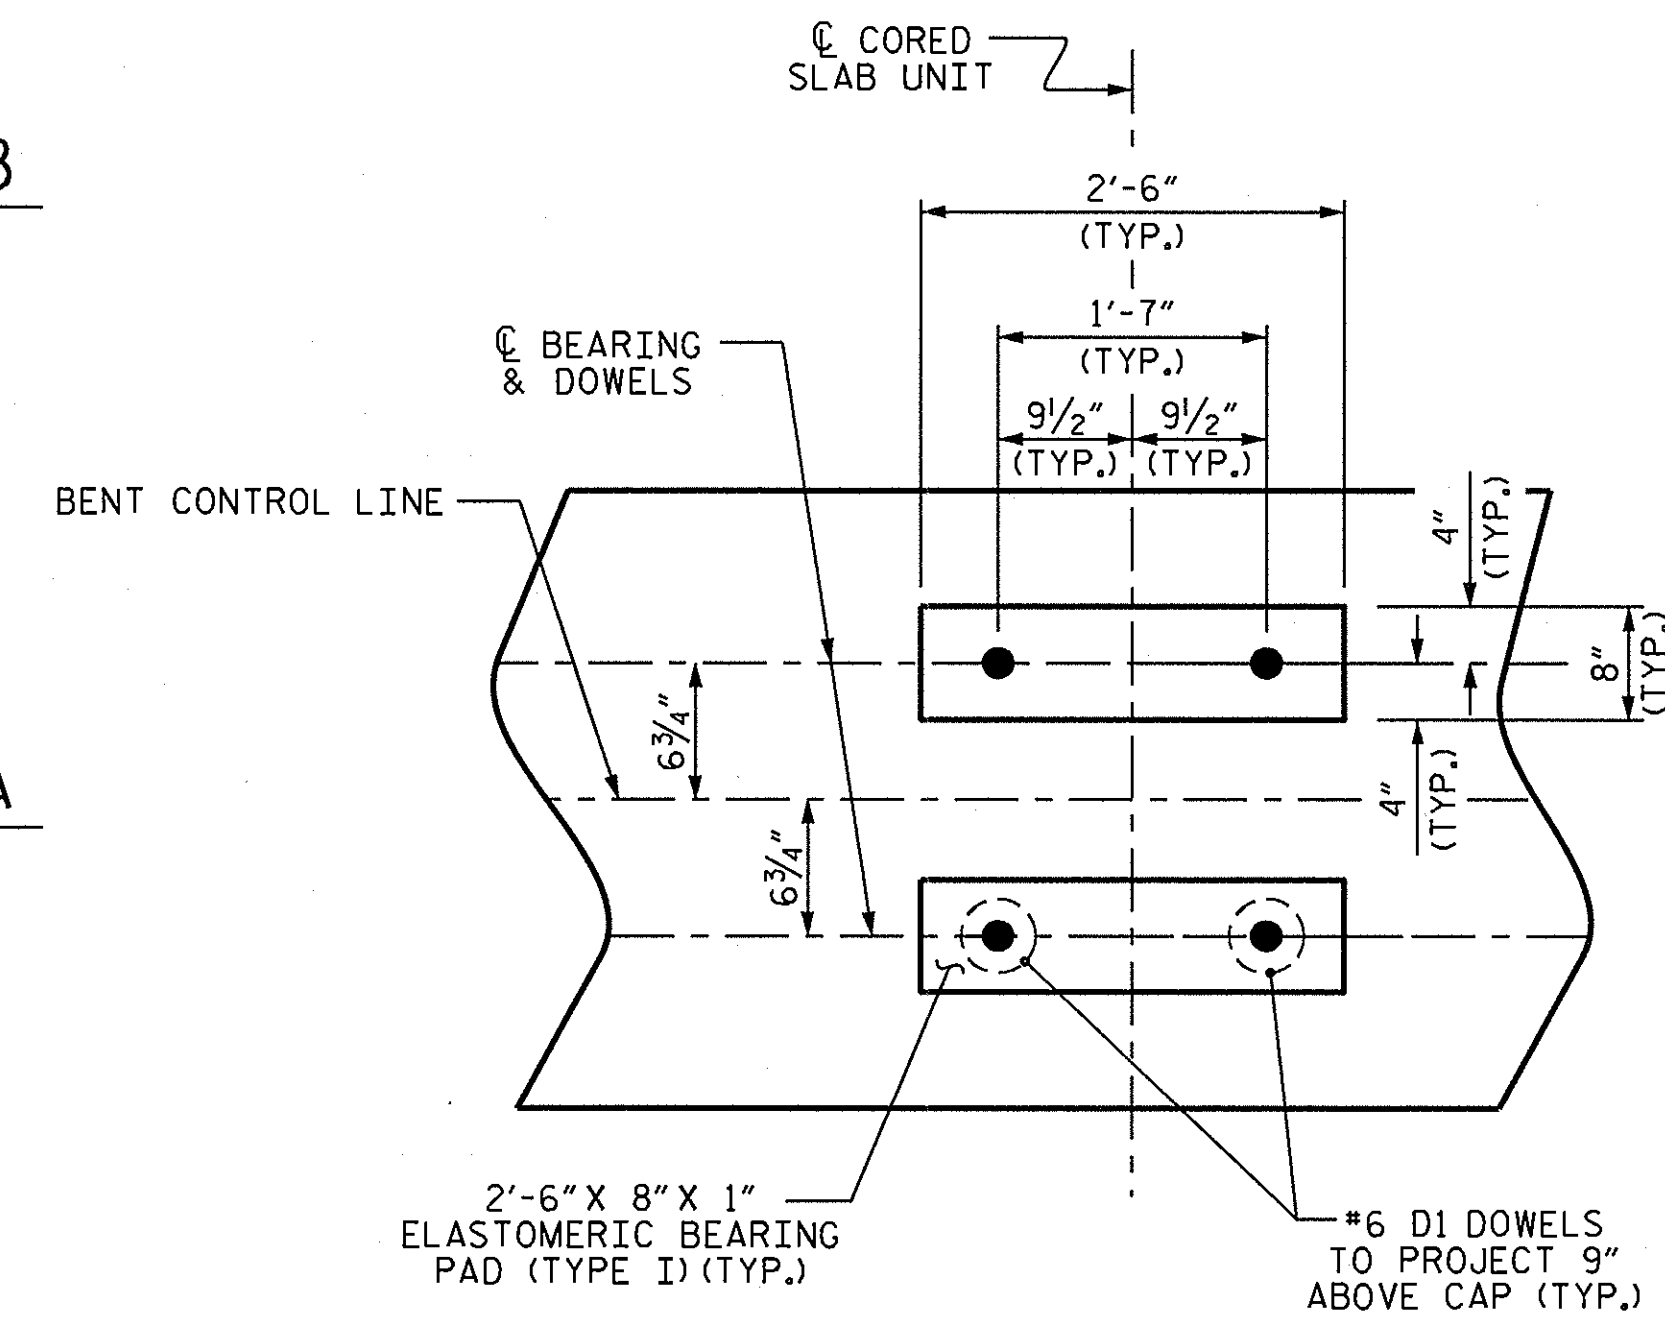 ℄ CORED
SLAB UNIT
B
2'-6"
(TYP.)
1'-7"
(TYP.)
℄ BEARING
& DOWELS
9½" 9½"
(TYP.) (TYP.)
BENT CONTROL LINE
4"
(TYP.)
8"
(TYP.)
6¾"
4"
(TYP.)
A
6¾"
2'-6" X 8" X 1"
ELASTOMERIC BEARING
PAD (TYPE I) (TYP.)
#6 D1 DOWELS
TO PROJECT 9"
ABOVE CAP (TYP.)